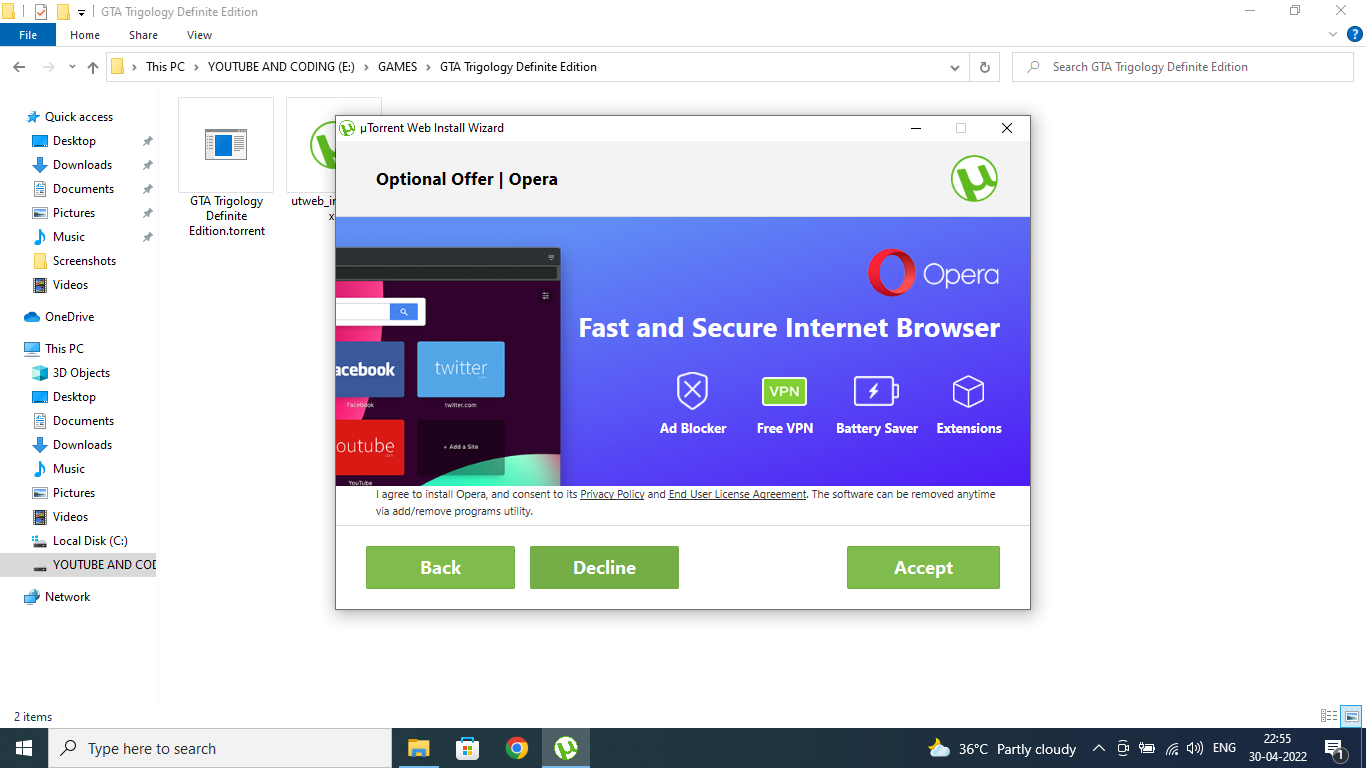 GTA Trigology Definite Edition
File Home Share View
This PC YOUTUBE AND CODING (E:) GAMES GTA Trigology Definite Edition
Search GTA Trigology Definite Edition
Quick access
Desktop
Downloads
Documents
Pictures
Music
Screenshots
Videos
OneDrive
This PC
3D Objects
Desktop
Documents
Downloads
Music
Pictures
Videos
Local Disk (C:)
YOUTUBE AND COD
Network
GTA Trigology
Definite
Edition.torrent
utweb_in
x
µTorrent Web Install Wizard
Optional Offer | Opera
Opera
Fast and Secure Internet Browser
VPN
Ad Blocker Free VPN Battery Saver Extensions
acebook
Facebook
twitter
.com
twitter.com
outube
.com
YouTube
+ Add a Site
I agree to install Opera, and consent to its Privacy Policy and End User License Agreement. The software can be removed anytime
via add/remove programs utility.
Back Decline Accept
2 items
Type here to search
36°C Partly cloudy
ENG
22:55
30-04-2022
1